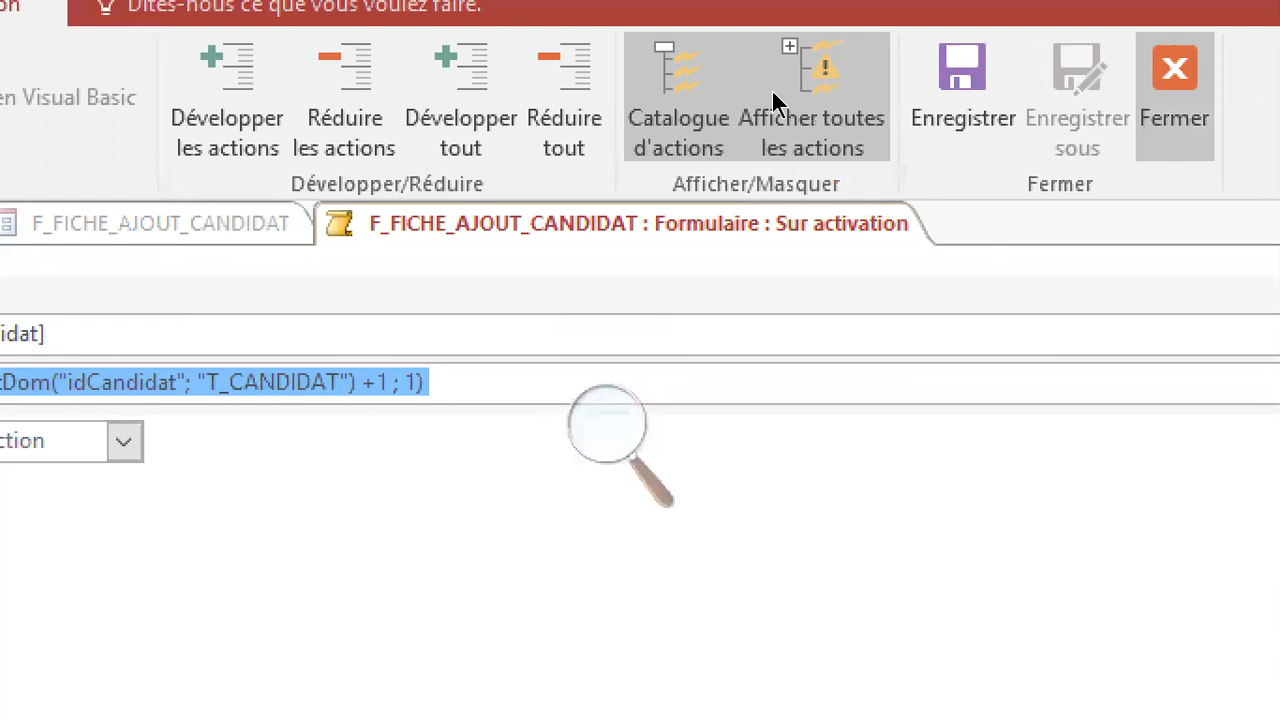 on
Dites-nous ce que vous voulez faire.
en Visual Basic
Développer les actions
Réduire les actions
Développer tout
Réduire tout
Catalogue d'actions
Afficher toutes les actions
Enregistrer
Enregistrer sous
Fermer
Développer/Réduire
Afficher/Masquer
Fermer
F_FICHE_AJOUT_CANDIDAT
F_FICHE_AJOUT_CANDIDAT : Formulaire : Sur activation
idat]
Dom("idCandidat"; "T_CANDIDAT") +1 ; 1)
ction